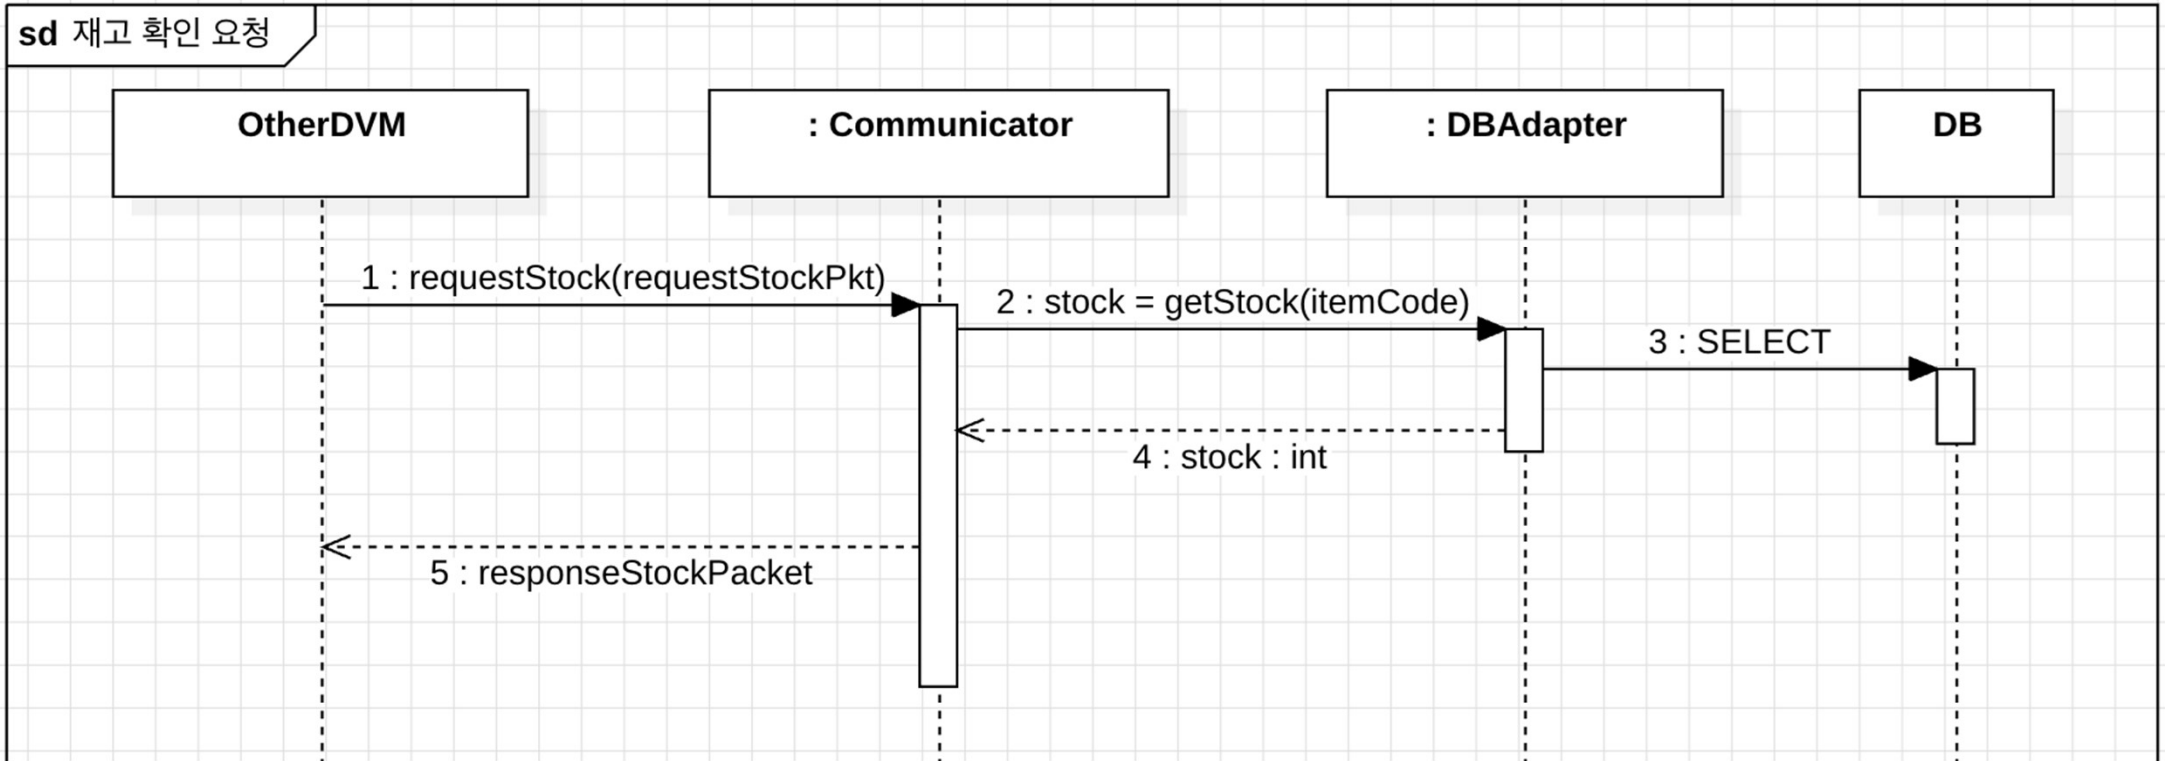 sd 재고 확인 요청
OtherDVM
: Communicator
: DBAdapter
DB
1 : requestStock(requestStockPkt)
2 : stock = getStock(itemCode)
3 : SELECT
4 : stock : int
5 : responseStockPacket